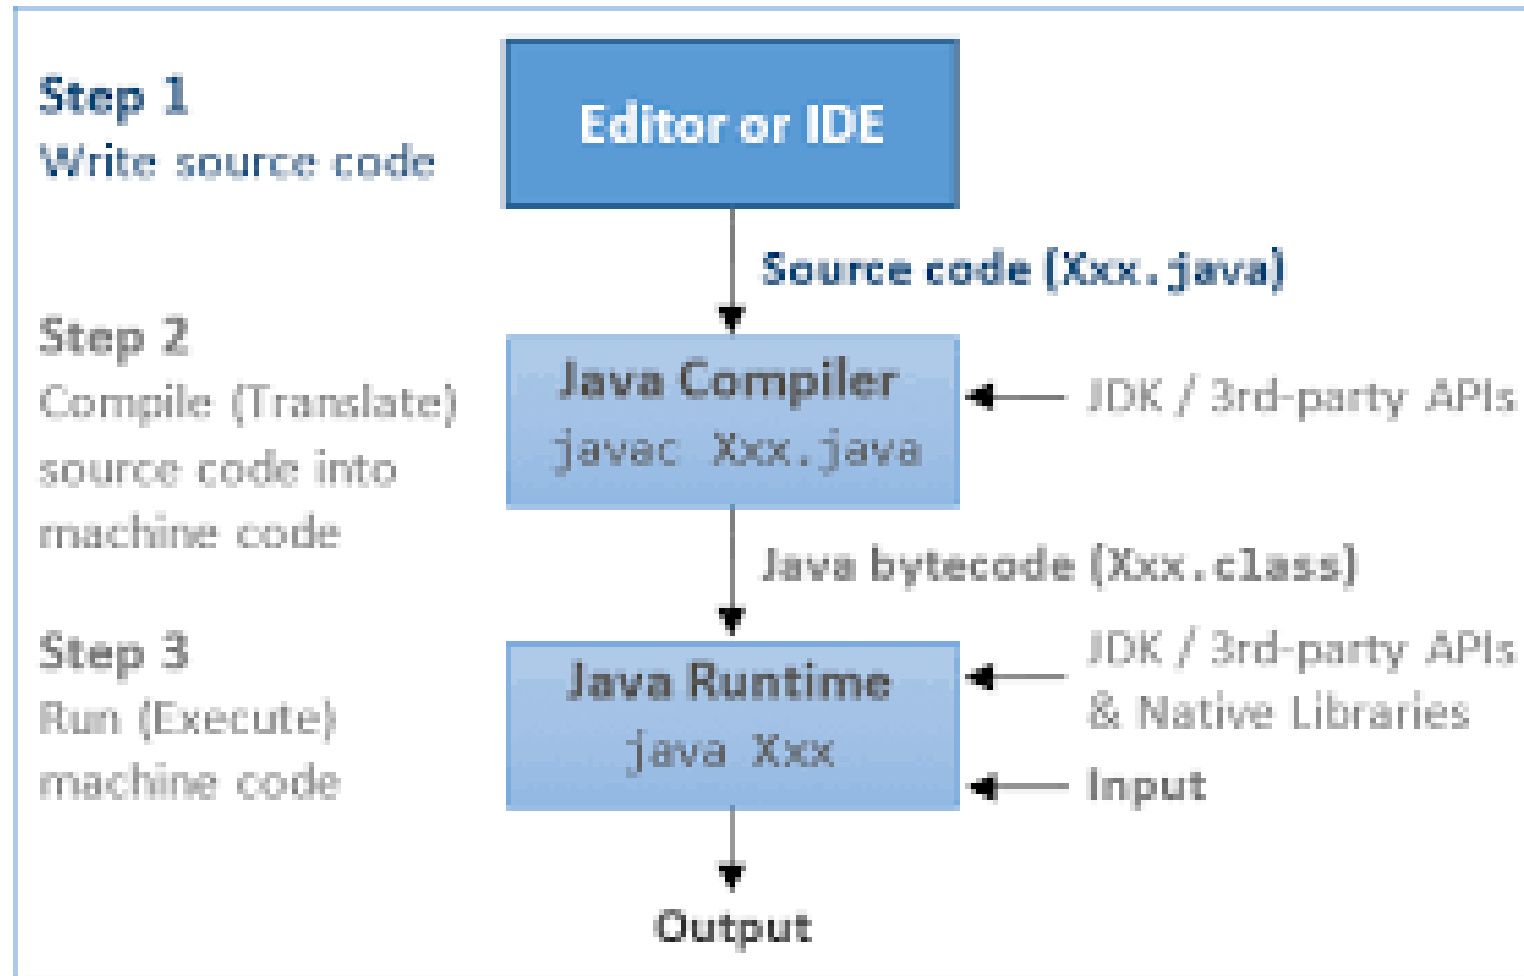 Step 1
Write source code
Editor or IDE
Source code (Xxx.java)
Step 2
Compile (Translate)
source code into
machine code
Java Compiler
javac Xxx.java
JDK / 3rd-party APIs
Java bytecode (Xxx.class)
Step 3
Run (Execute)
machine code
Java Runtime
java Xxx
JDK / 3rd-party APIs
& Native Libraries
Input
Output